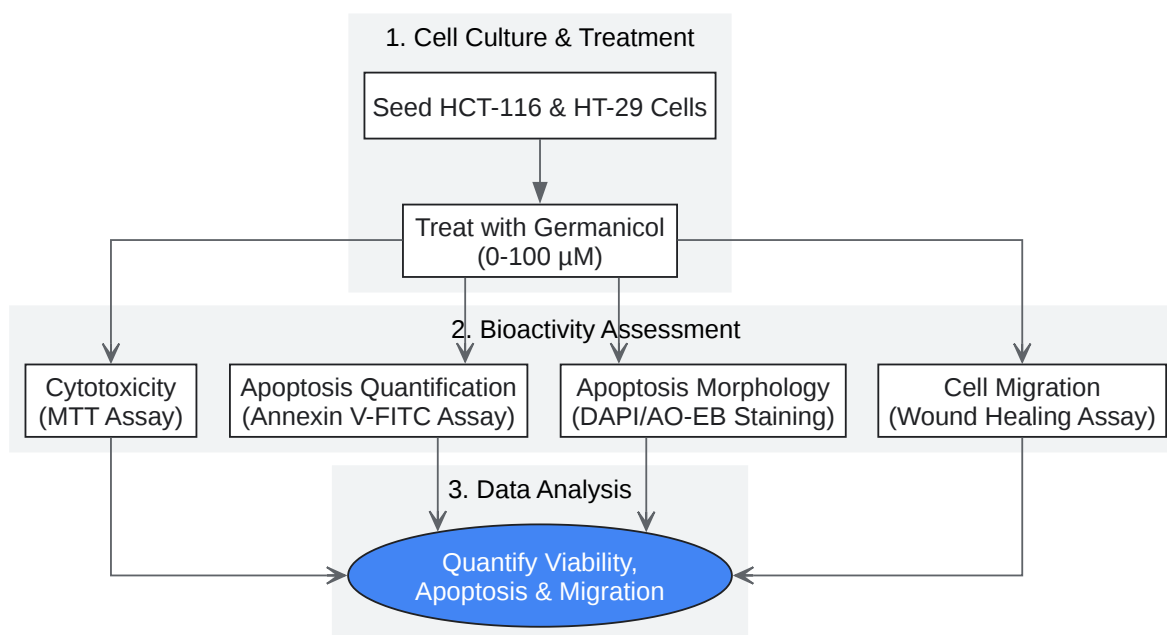 1. Cell Culture & Treatment
Seed HCT-116 & HT-29 Cells
Treat with Germanicol
(0-100 µM)
2. Bioactivity Assessment
Cytotoxicity
(MTT Assay)
Apoptosis Quantification
(Annexin V-FITC Assay)
Apoptosis Morphology
(DAPI/AO-EB Staining)
Cell Migration
(Wound Healing Assay)
3. Data Analysis
Quantify Viability,
Apoptosis & Migration